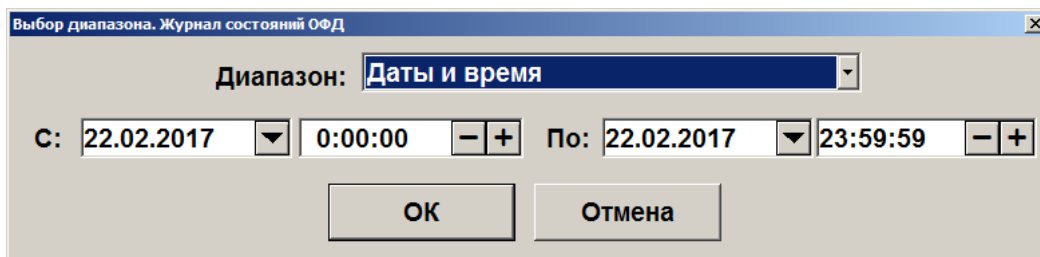 Выбор диапазона. Журнал состояний ОФД
Диапазон: Даты и время
С: 22.02.2017 0:00:00 − + По: 22.02.2017 23:59:59 − +
ОК Отмена